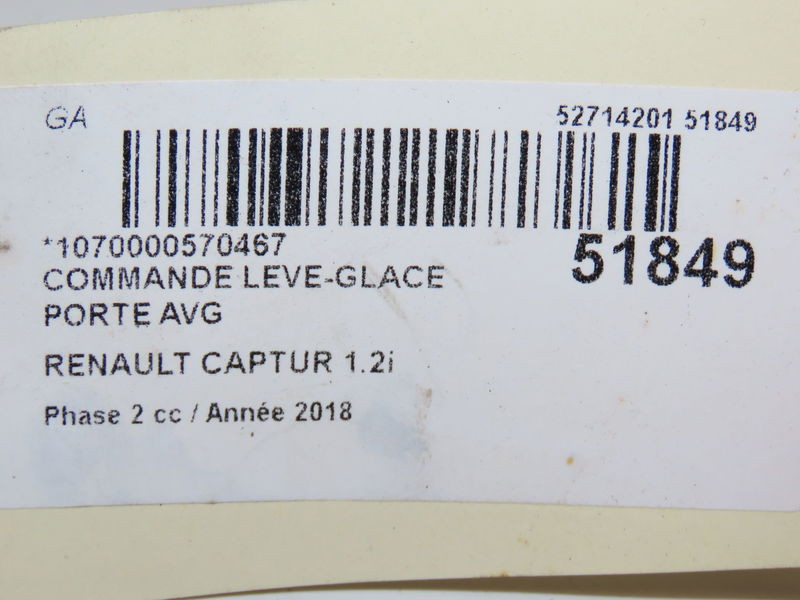 GA
52714201 51849
*1070000570467
51849
COMMANDE LEVE-GLACE
PORTE AVG
RENAULT CAPTUR 1.2i
Phase 2 cc / Année 2018